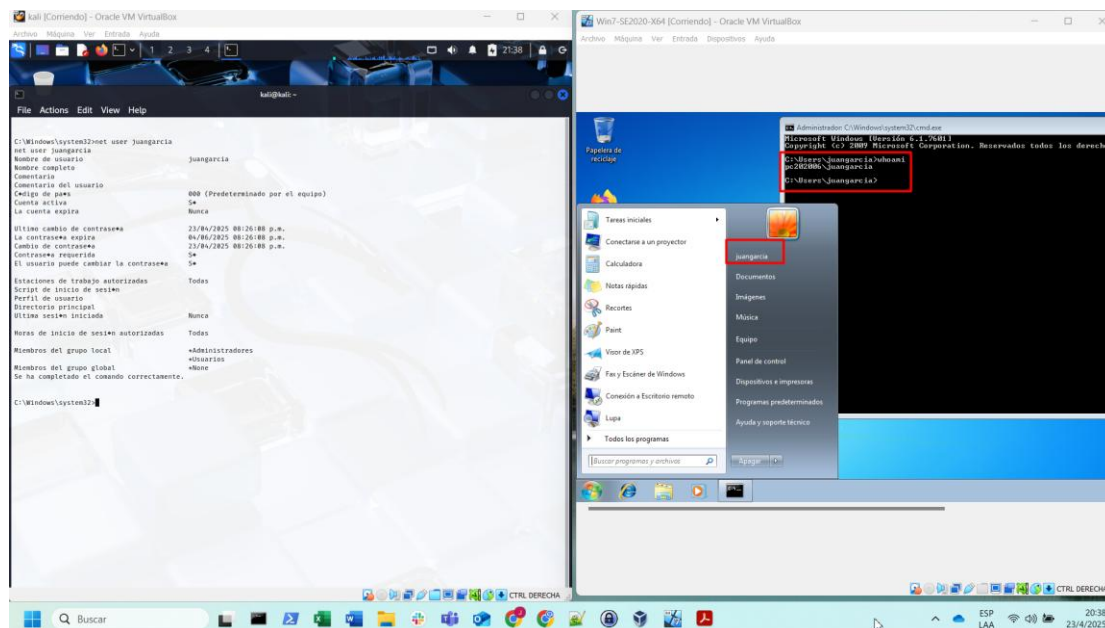 kali [Corriendo] - Oracle VM VirtualBox
Archivo Máquina Ver Entrada Dispositivos Ayuda
1 2 3 4
21:38
kali@kali: ~
File Actions Edit View Help
C:\Windows\system32>net user juangarcia
net user juangarcia
Nombre de usuario juangarcia
Nombre completo
Comentario
Comentario del usuario
C◆digo de pa◆s 000 (Predeterminado por el equipo)
Cuenta activa S◆
La cuenta expira Nunca
Ultimo cambio de contrase◆a 23/04/2025 08:26:08 p.m.
La contrase◆a expira 04/06/2025 08:26:08 p.m.
Cambio de contrase◆a 23/04/2025 08:26:08 p.m.
Contrase◆a requerida S◆
El usuario puede cambiar la contrase◆a S◆
Estaciones de trabajo autorizadas Todas
Script de inicio de sesi◆n
Perfil de usuario
Directorio principal
Ultima sesi◆n iniciada Nunca
Horas de inicio de sesi◆n autorizadas Todas
Miembros del grupo local *Administradores
*Usuarios
Miembros del grupo global *None
Se ha completado el comando correctamente.
C:\Windows\system32>
CTRL DERECHA
Win7-SE2020-X64 [Corriendo] - Oracle VM VirtualBox
Archivo Máquina Ver Entrada Dispositivos Ayuda
Papelera de
reciclaje
Administrador: C:\Windows\system32\cmd.exe
Microsoft Windows [Versión 6.1.7601]
Copyright (c) 2009 Microsoft Corporation. Reservados todos los derech
C:\Users\juangarcia>whoami
pc202006\juangarcia
C:\Users\juangarcia>
Tareas iniciales
Conectarse a un proyector
Calculadora
Notas rápidas
Recortes
Paint
Visor de XPS
Fax y Escáner de Windows
Conexión a Escritorio remoto
Lupa
Todos los programas
Buscar programas y archivos
juangarcia
Documentos
Imágenes
Música
Equipo
Panel de control
Dispositivos e impresoras
Programas predeterminados
Ayuda y soporte técnico
Apagar
CTRL DERECHA
Buscar
ESP
LAA
20:38
23/4/2025